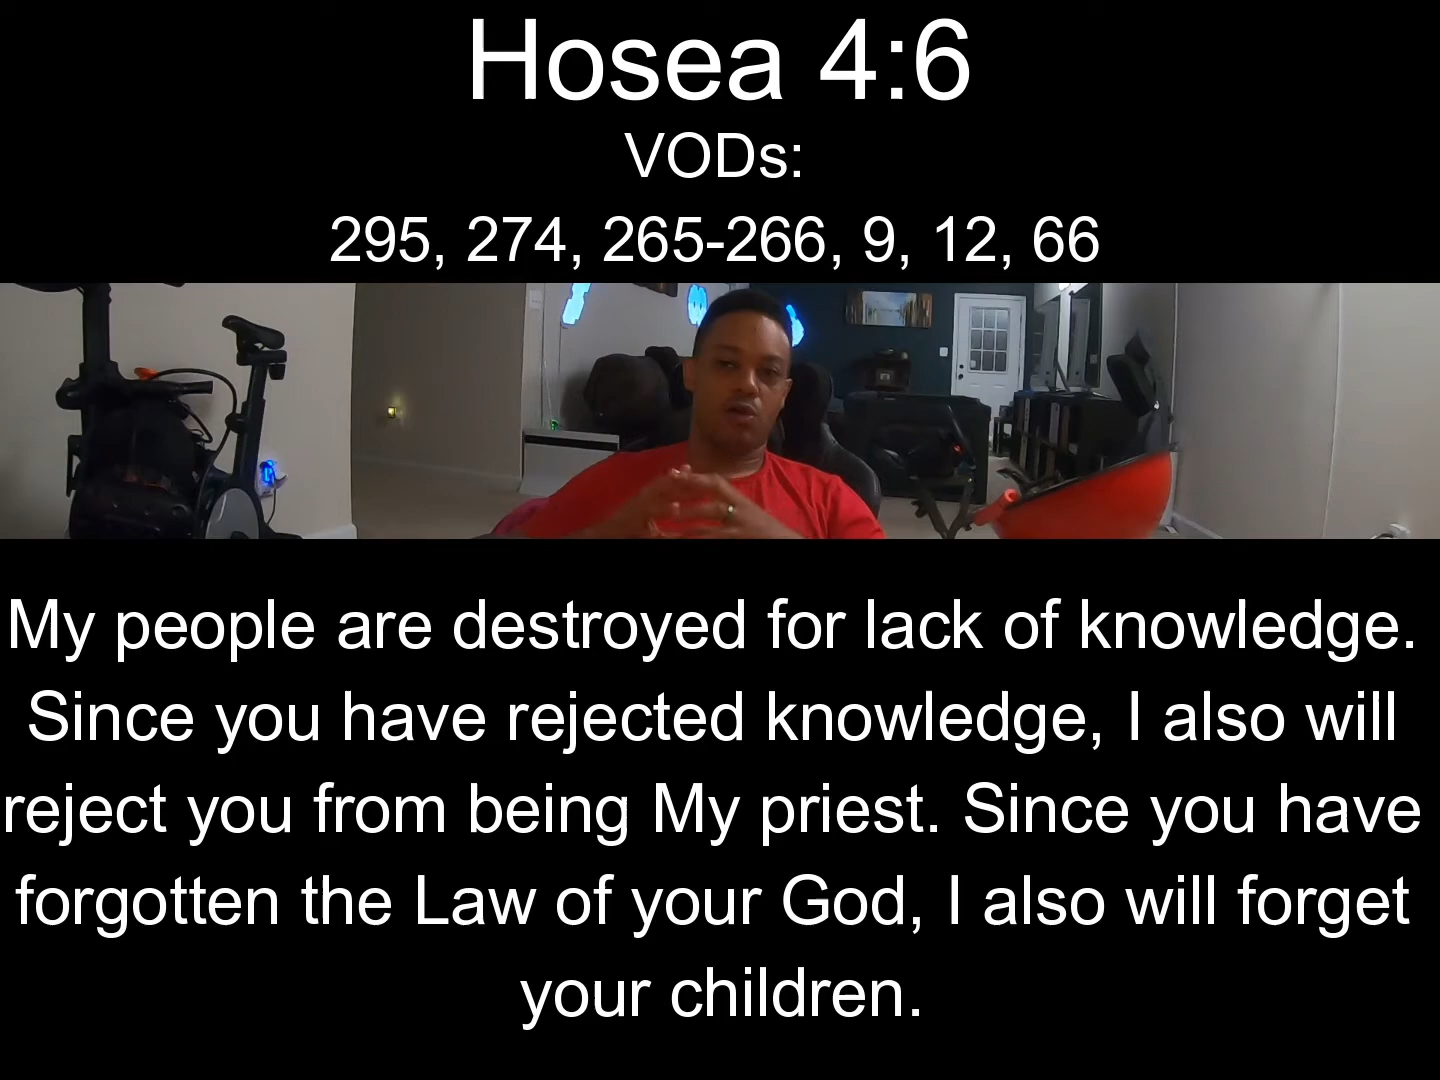 Hosea 4:6
VODs:
295, 274, 265-266, 9, 12, 66
My people are destroyed for lack of knowledge.
Since you have rejected knowledge, I also will
reject you from being My priest. Since you have
forgotten the Law of your God, I also will forget
your children.